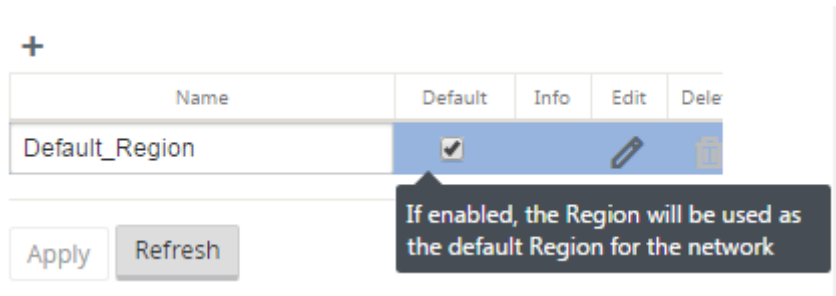 +
Name Default Info Edit Dele
Default_Region
If enabled, the Region will be used as
the default Region for the network
Apply Refresh